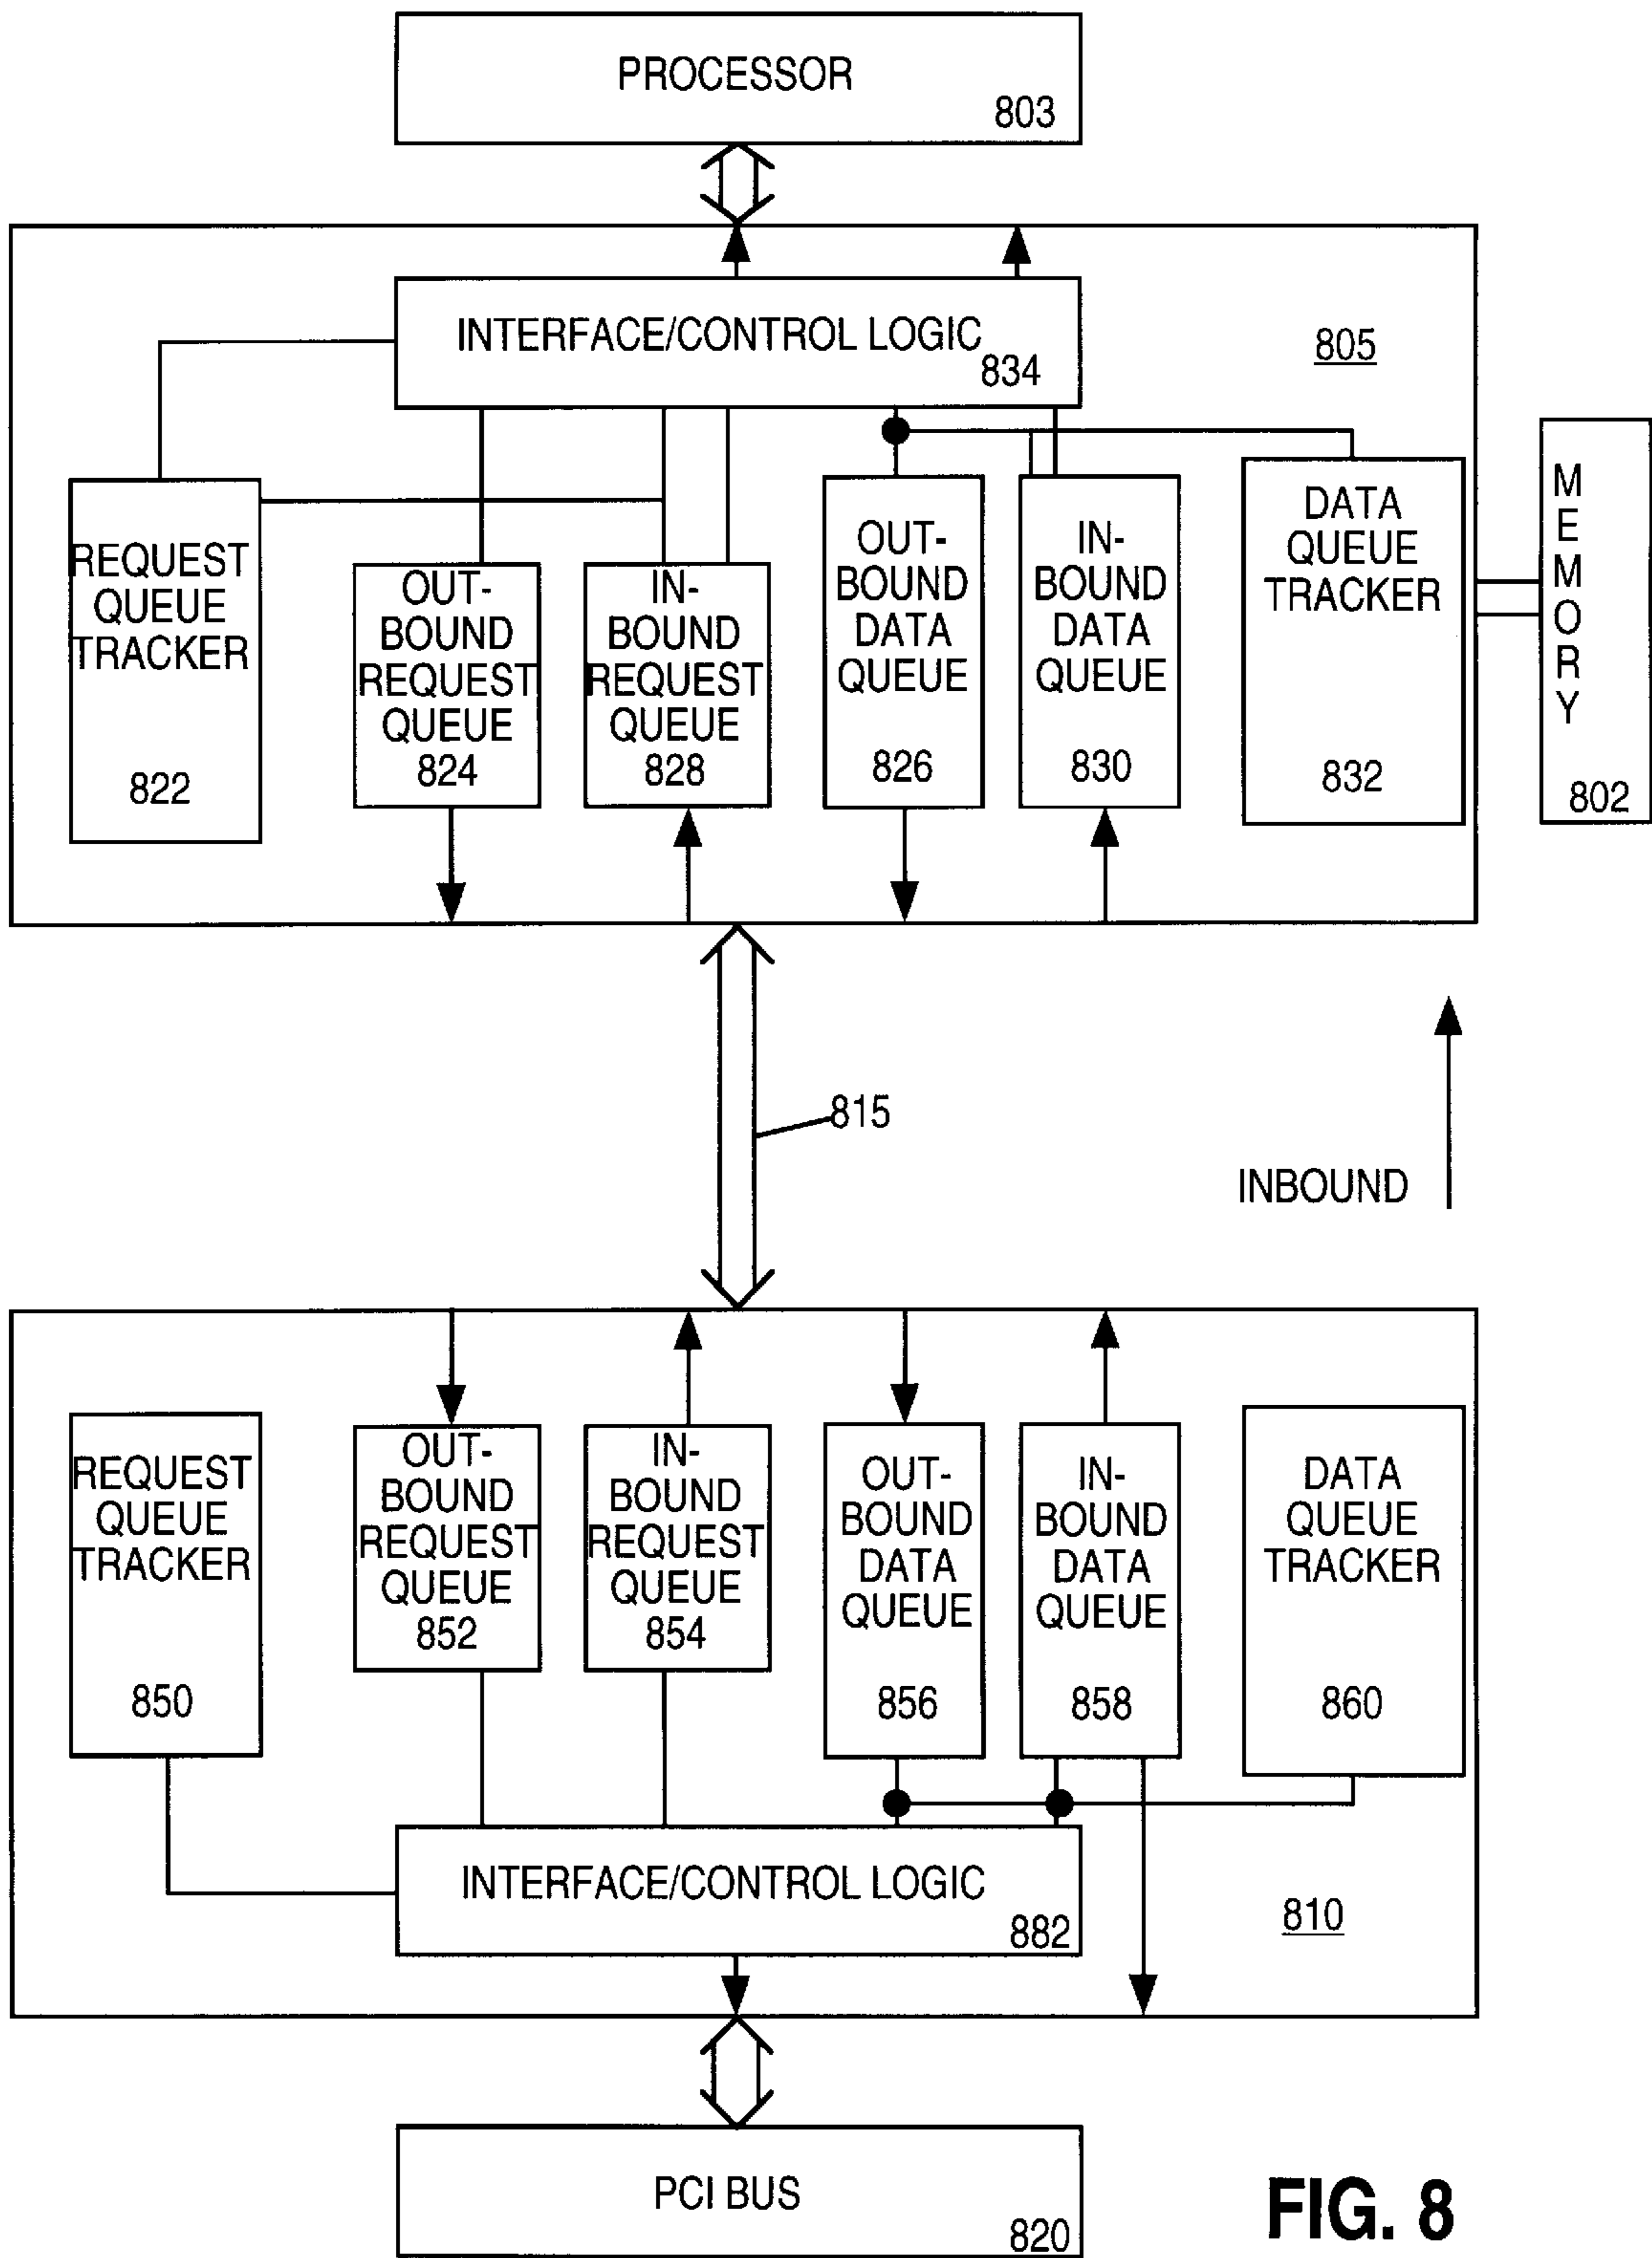 PROCESSOR
803
INTERFACE/CONTROL LOGIC
834
805
REQUEST
QUEUE
TRACKER
822
OUT-
BOUND
REQUEST
QUEUE
824
IN-
BOUND
REQUEST
QUEUE
828
OUT-
BOUND
DATA
QUEUE
826
IN-
BOUND
DATA
QUEUE
830
DATA
QUEUE
TRACKER
832
MEMORY
802
815
INBOUND
REQUEST
QUEUE
TRACKER
850
OUT-
BOUND
REQUEST
QUEUE
852
IN-
BOUND
REQUEST
QUEUE
854
OUT-
BOUND
DATA
QUEUE
856
IN-
BOUND
DATA
QUEUE
858
DATA
QUEUE
TRACKER
860
INTERFACE/CONTROL LOGIC
882
810
PCI BUS
820
FIG. 8